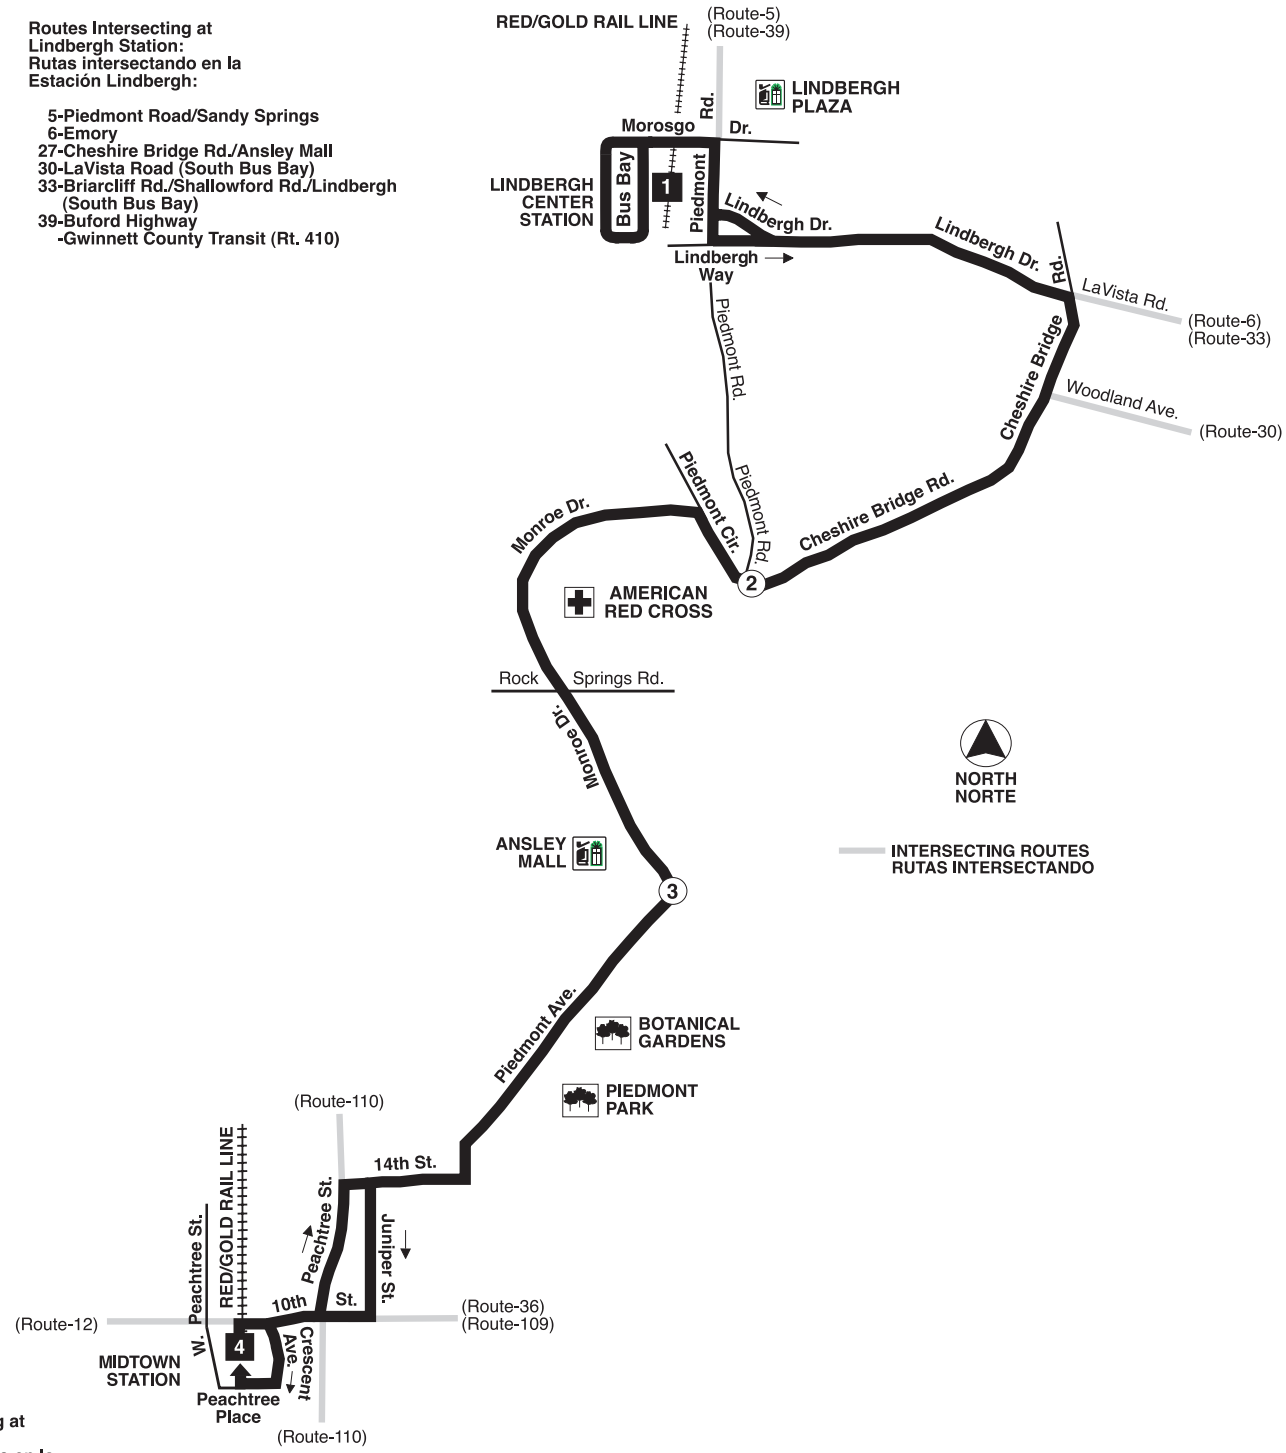 Routes Intersecting at
Lindbergh Station:
Rutas intersectando en la
Estación Lindbergh:
5-Piedmont Road/Sandy Springs
6-Emory
27-Cheshire Bridge Rd./Ansley Mall
30-LaVista Road (South Bus Bay)
33-Briarcliff Rd./Shallowford Rd./Lindbergh
(South Bus Bay)
39-Buford Highway
-Gwinnett County Transit (Rt. 410)
RED/GOLD RAIL LINE
(Route-5)
(Route-39)
LINDBERGH
PLAZA
Rd.
Morosgo
Dr.
LINDBERGH
CENTER
STATION
Bus Bay
1
Piedmont
Lindbergh Dr.
Lindbergh
Way
Lindbergh Dr.
Rd.
LaVista Rd.
(Route-6)
(Route-33)
Cheshire Bridge
Woodland Ave.
(Route-30)
Piedmont Rd.
Piedmont Rd.
Piedmont Cir.
Cheshire Bridge Rd.
Monroe Dr.
2
AMERICAN
RED CROSS
Rock
Springs Rd.
Monroe Dr.
NORTH
NORTE
ANSLEY
MALL
INTERSECTING ROUTES
RUTAS INTERSECTANDO
3
Piedmont Ave.
BOTANICAL
GARDENS
PIEDMONT
PARK
(Route-110)
14th St.
RED/GOLD RAIL LINE
W. Peachtree St.
Peachtree St.
Juniper St.
10th
St.
(Route-36)
(Route-109)
(Route-12)
4
MIDTOWN
STATION
Crescent
Ave.
Peachtree
Place
(Route-110)
g at